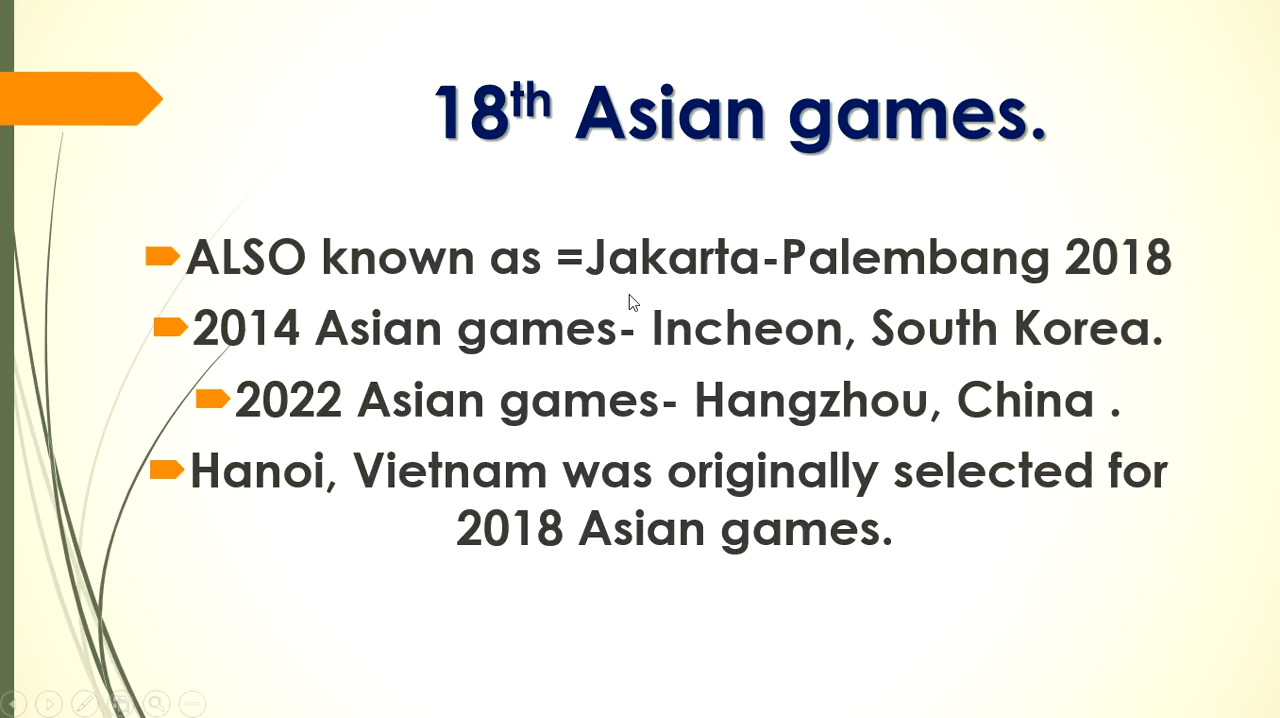 18th Asian games.
ALSO known as =Jakarta-Palembang 2018
2014 Asian games- Incheon, South Korea.
2022 Asian games- Hangzhou, China .
Hanoi, Vietnam was originally selected for
2018 Asian games.